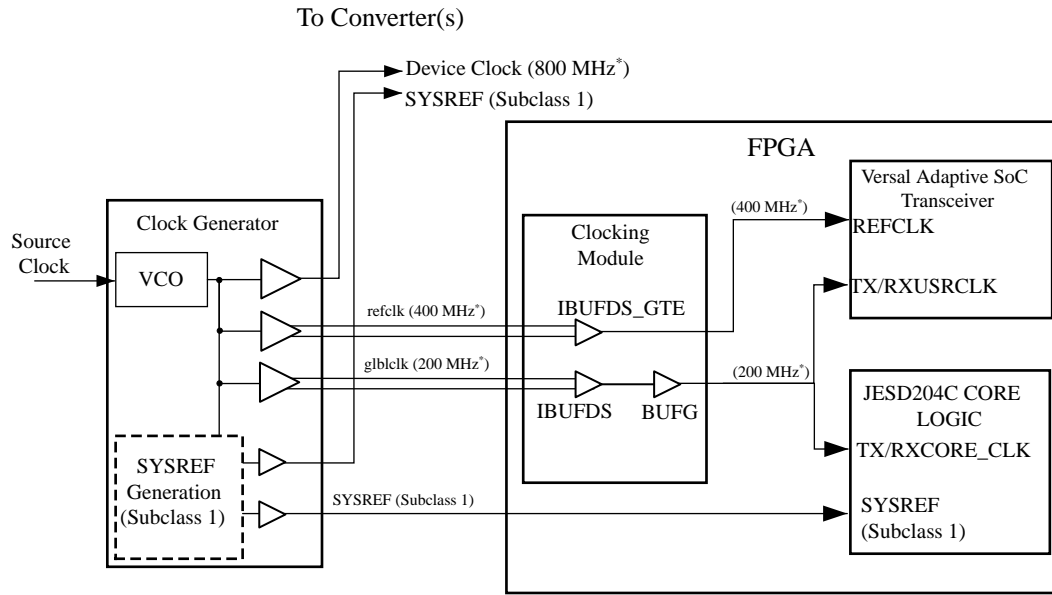 To Converter(s)
Device Clock (800 MHz*)
SYSREF (Subclass 1)
FPGA
Versal Adaptive SoC
Transceiver
REFCLK
TX/RXUSRCLK
(400 MHz*)
Clock Generator
Source
Clock
VCO
Clocking
Module
IBUFDS_GTE
refclk (400 MHz*)
glblclk (200 MHz*)
IBUFDS
BUFG
(200 MHz*)
JESD204C CORE
LOGIC
TX/RXCORE_CLK
SYSREF
(Subclass 1)
SYSREF
Generation
(Subclass 1)
SYSREF (Subclass 1)